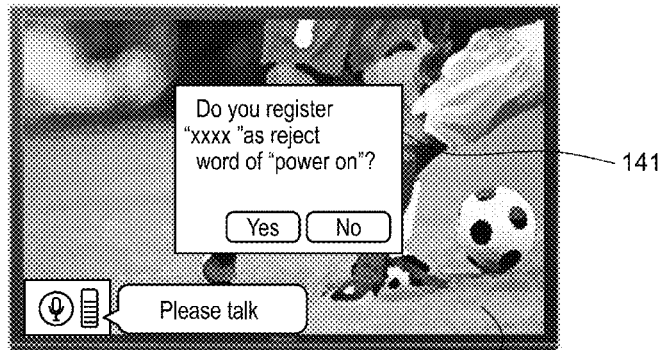 Do you register
“xxxx ”as reject
word of “power on”?
Yes No
141
Please talk